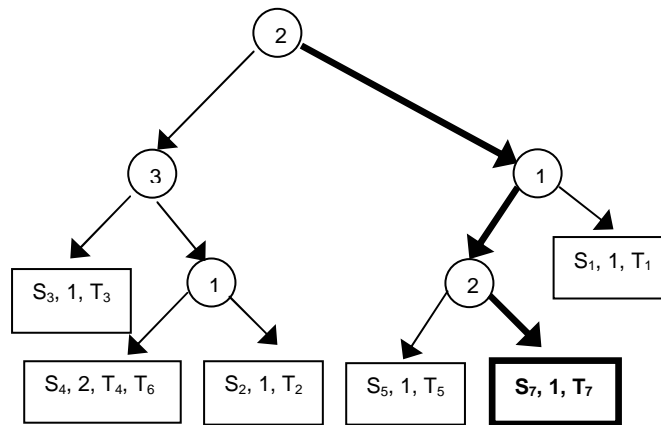 2
3
1
S₁, 1, T₁
S₃, 1, T₃
1
2
S₄, 2, T₄, T₆
S₂, 1, T₂
S₅, 1, T₅
S₇, 1, T₇